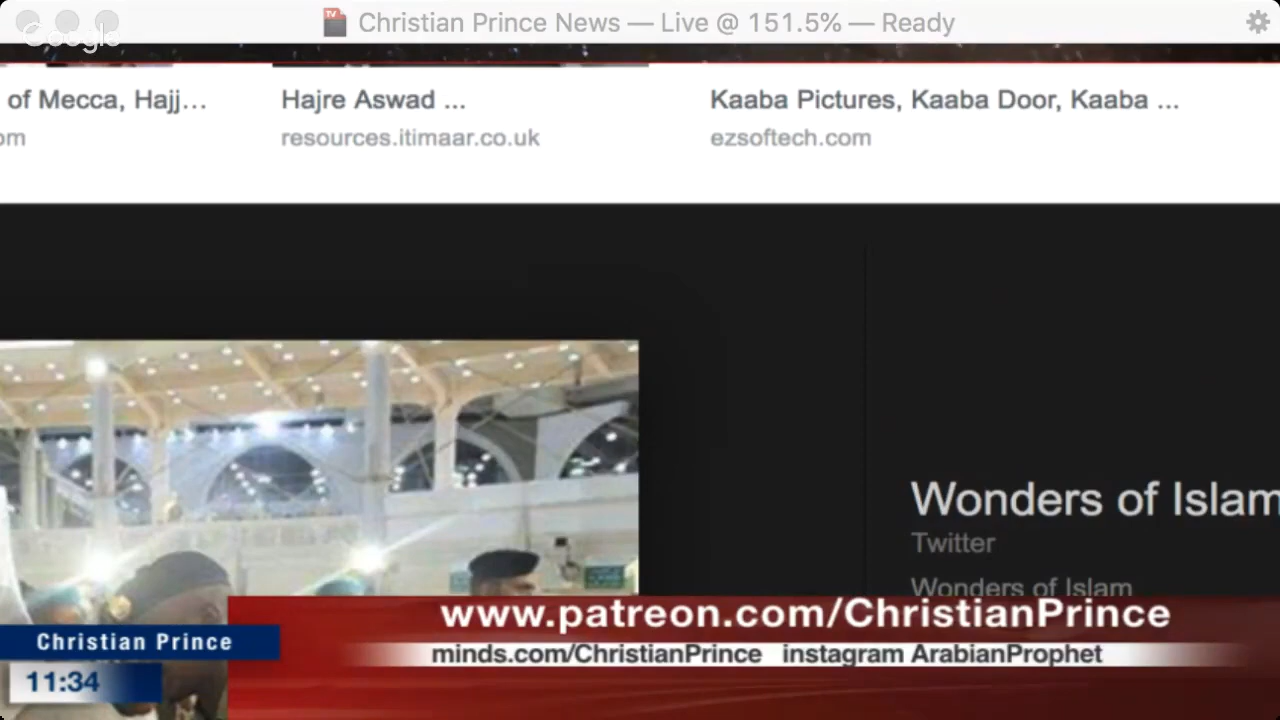 Christian Prince News — Live @ 151.5% — Ready
Google
of Mecca, Hajj...
om
Hajre Aswad ...
resources.itimaar.co.uk
Kaaba Pictures, Kaaba Door, Kaaba ...
ezsoftech.com
Wonders of Islam
Twitter
Wonders of Islam
www.patreon.com/ChristianPrince
minds.com/ChristianPrince instagram ArabianProphet
Christian Prince
11:34